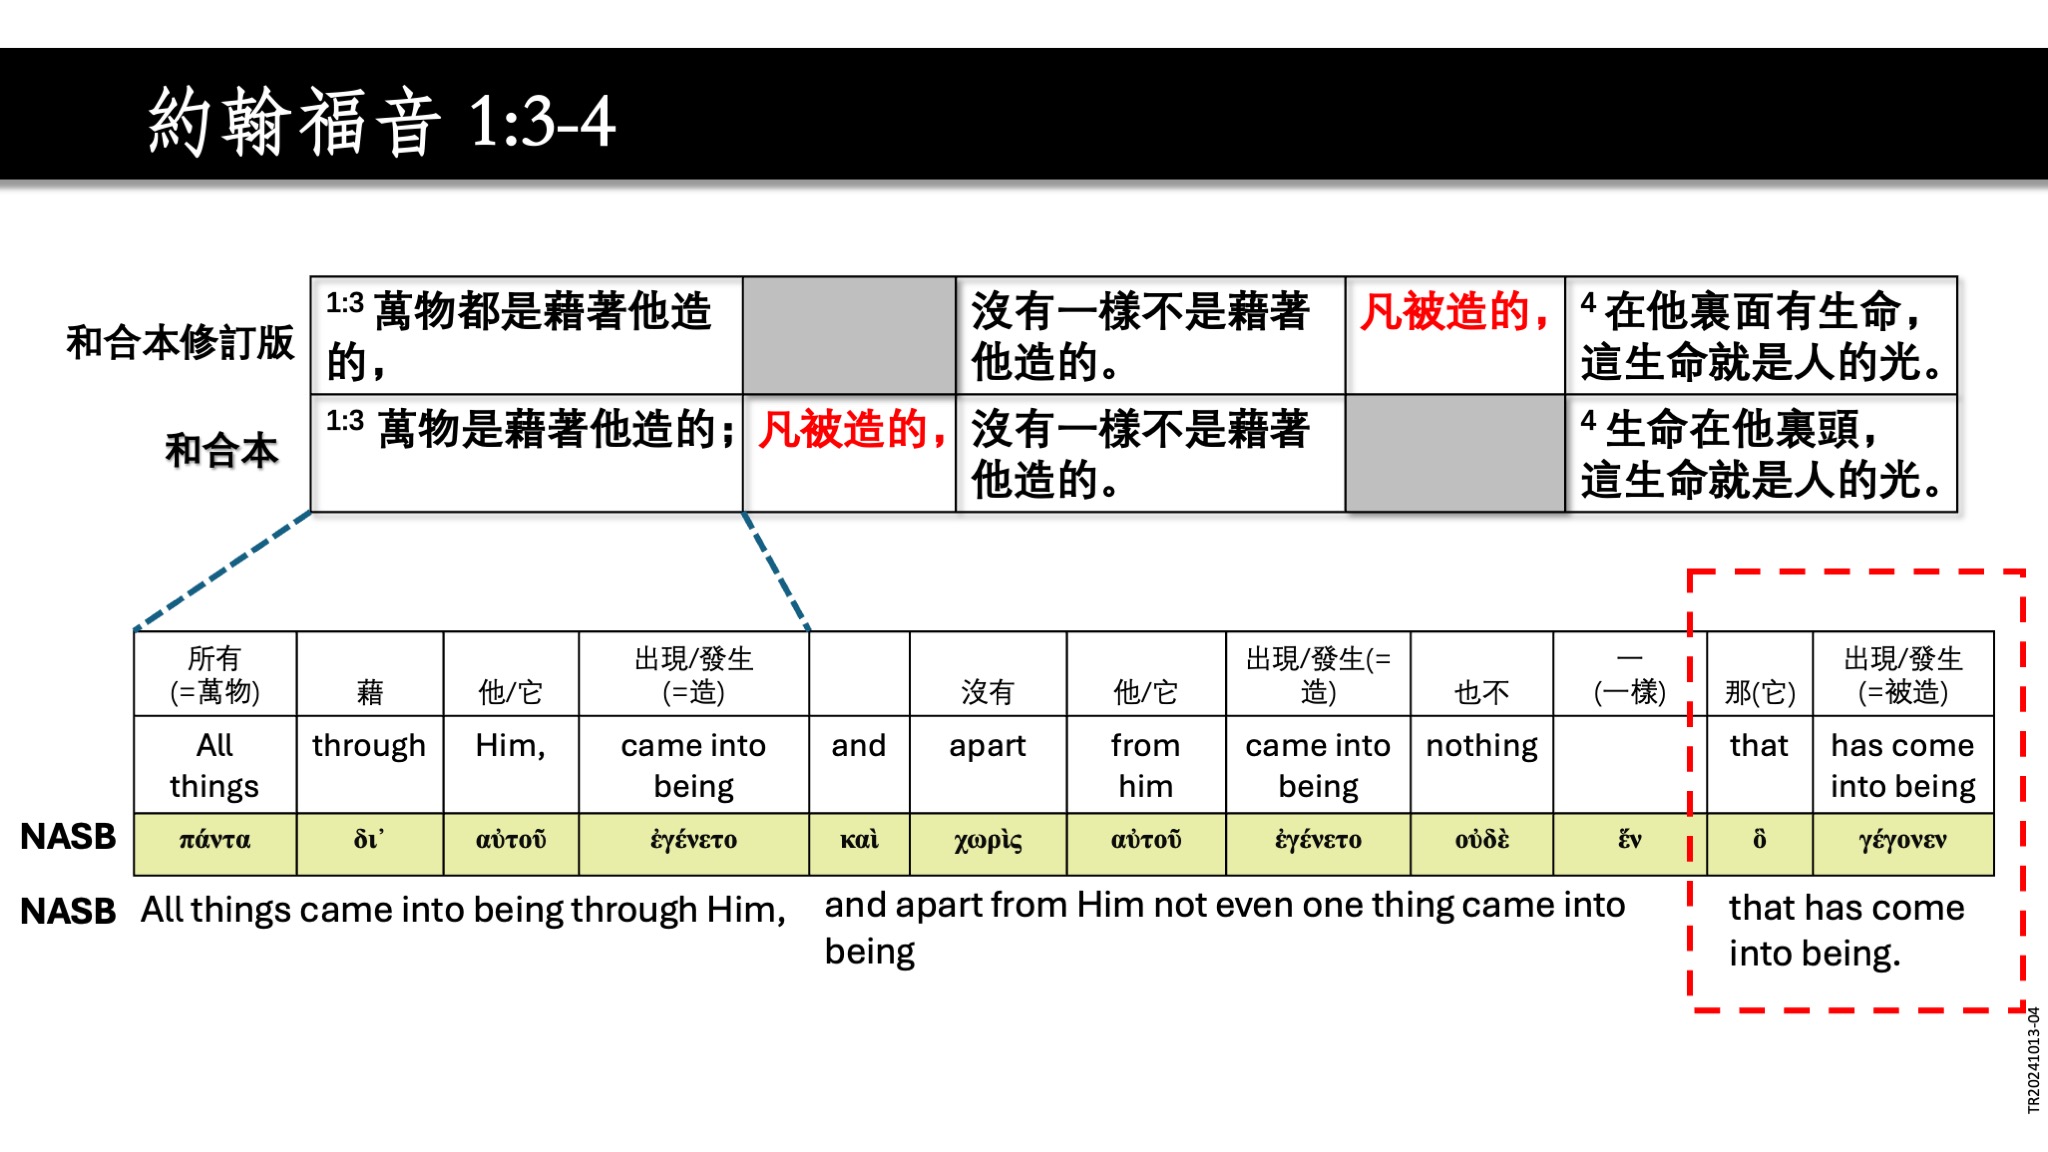 約翰福音 1:3-4
和合本修訂版
1:3 萬物都是藉著他造
的，
沒有一樣不是藉著
他造的。
凡被造的，
4 在他裏面有生命，
這生命就是人的光。
和合本
1:3 萬物是藉著他造的；
凡被造的，
沒有一樣不是藉著
他造的。
4 生命在他裏頭，
這生命就是人的光。
所有
(=萬物)
藉
他/它
出現/發生
(=造)
沒有
他/它
出現/發生(=
造)
也不
一
(一樣)
那(它)
出現/發生
(=被造)
All
things
through
Him,
came into
being
and
apart
from
him
came into
being
nothing
that
has come
into being
NASB
πάντα
δι᾽
αὐτοῦ
ἐγένετο
καὶ
χωρὶς
αὐτοῦ
ἐγένετο
οὐδὲ
ἕν
ὃ
γέγονεν
NASB
All things came into being through Him,
and apart from Him not even one thing came into
being
that has come
into being.
TR20241013-04